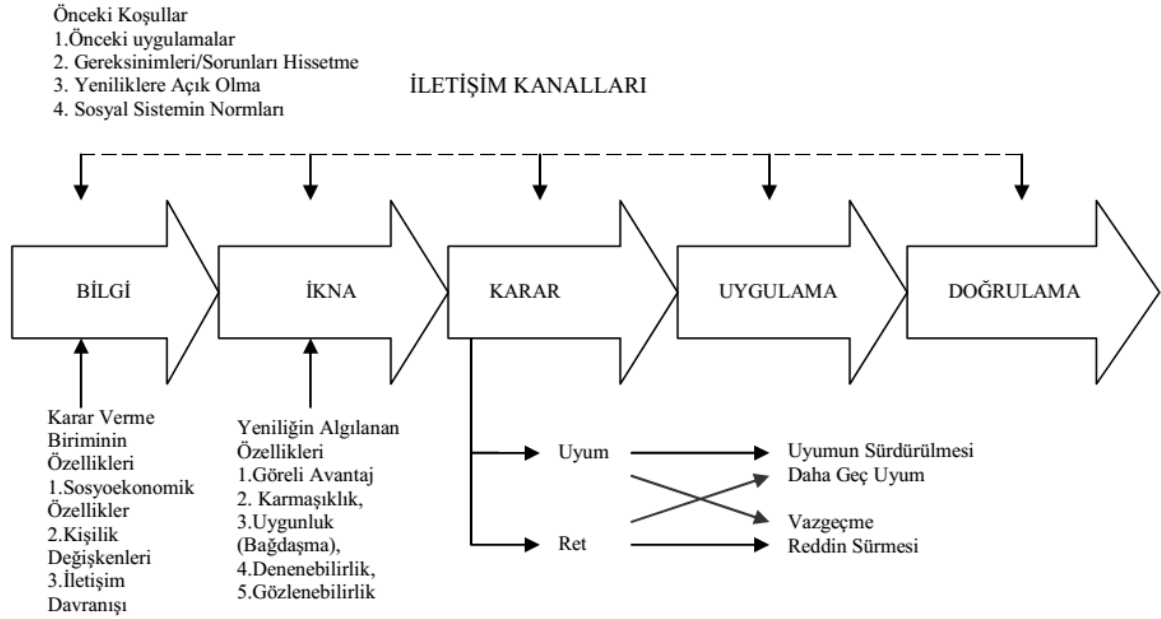 Önceki Koşullar
1.Önceki uygulamalar
2. Gereksinimleri/Sorunları Hissetme
3. Yeniliklere Açık Olma
4. Sosyal Sistemin Normları
İLETİŞİM KANALLARI
BİLGİ
İKNA
KARAR
UYGULAMA
DOĞRULAMA
Karar Verme
Biriminin
Özellikleri
1.Sosyoekonomik
Özellikler
2.Kişilik
Değişkenleri
3.İletişim
Davranışı
Yeniliğin Algılanan
Özellikleri
1.Göreli Avantaj
2. Karmaşıklık,
3.Uygunluk
(Bağdaşma),
4.Denenebilirlik,
5.Gözlenebilirlik
Uyum
Ret
Uyumun Sürdürülmesi
Daha Geç Uyum
Vazgeçme
Reddin Sürmesi